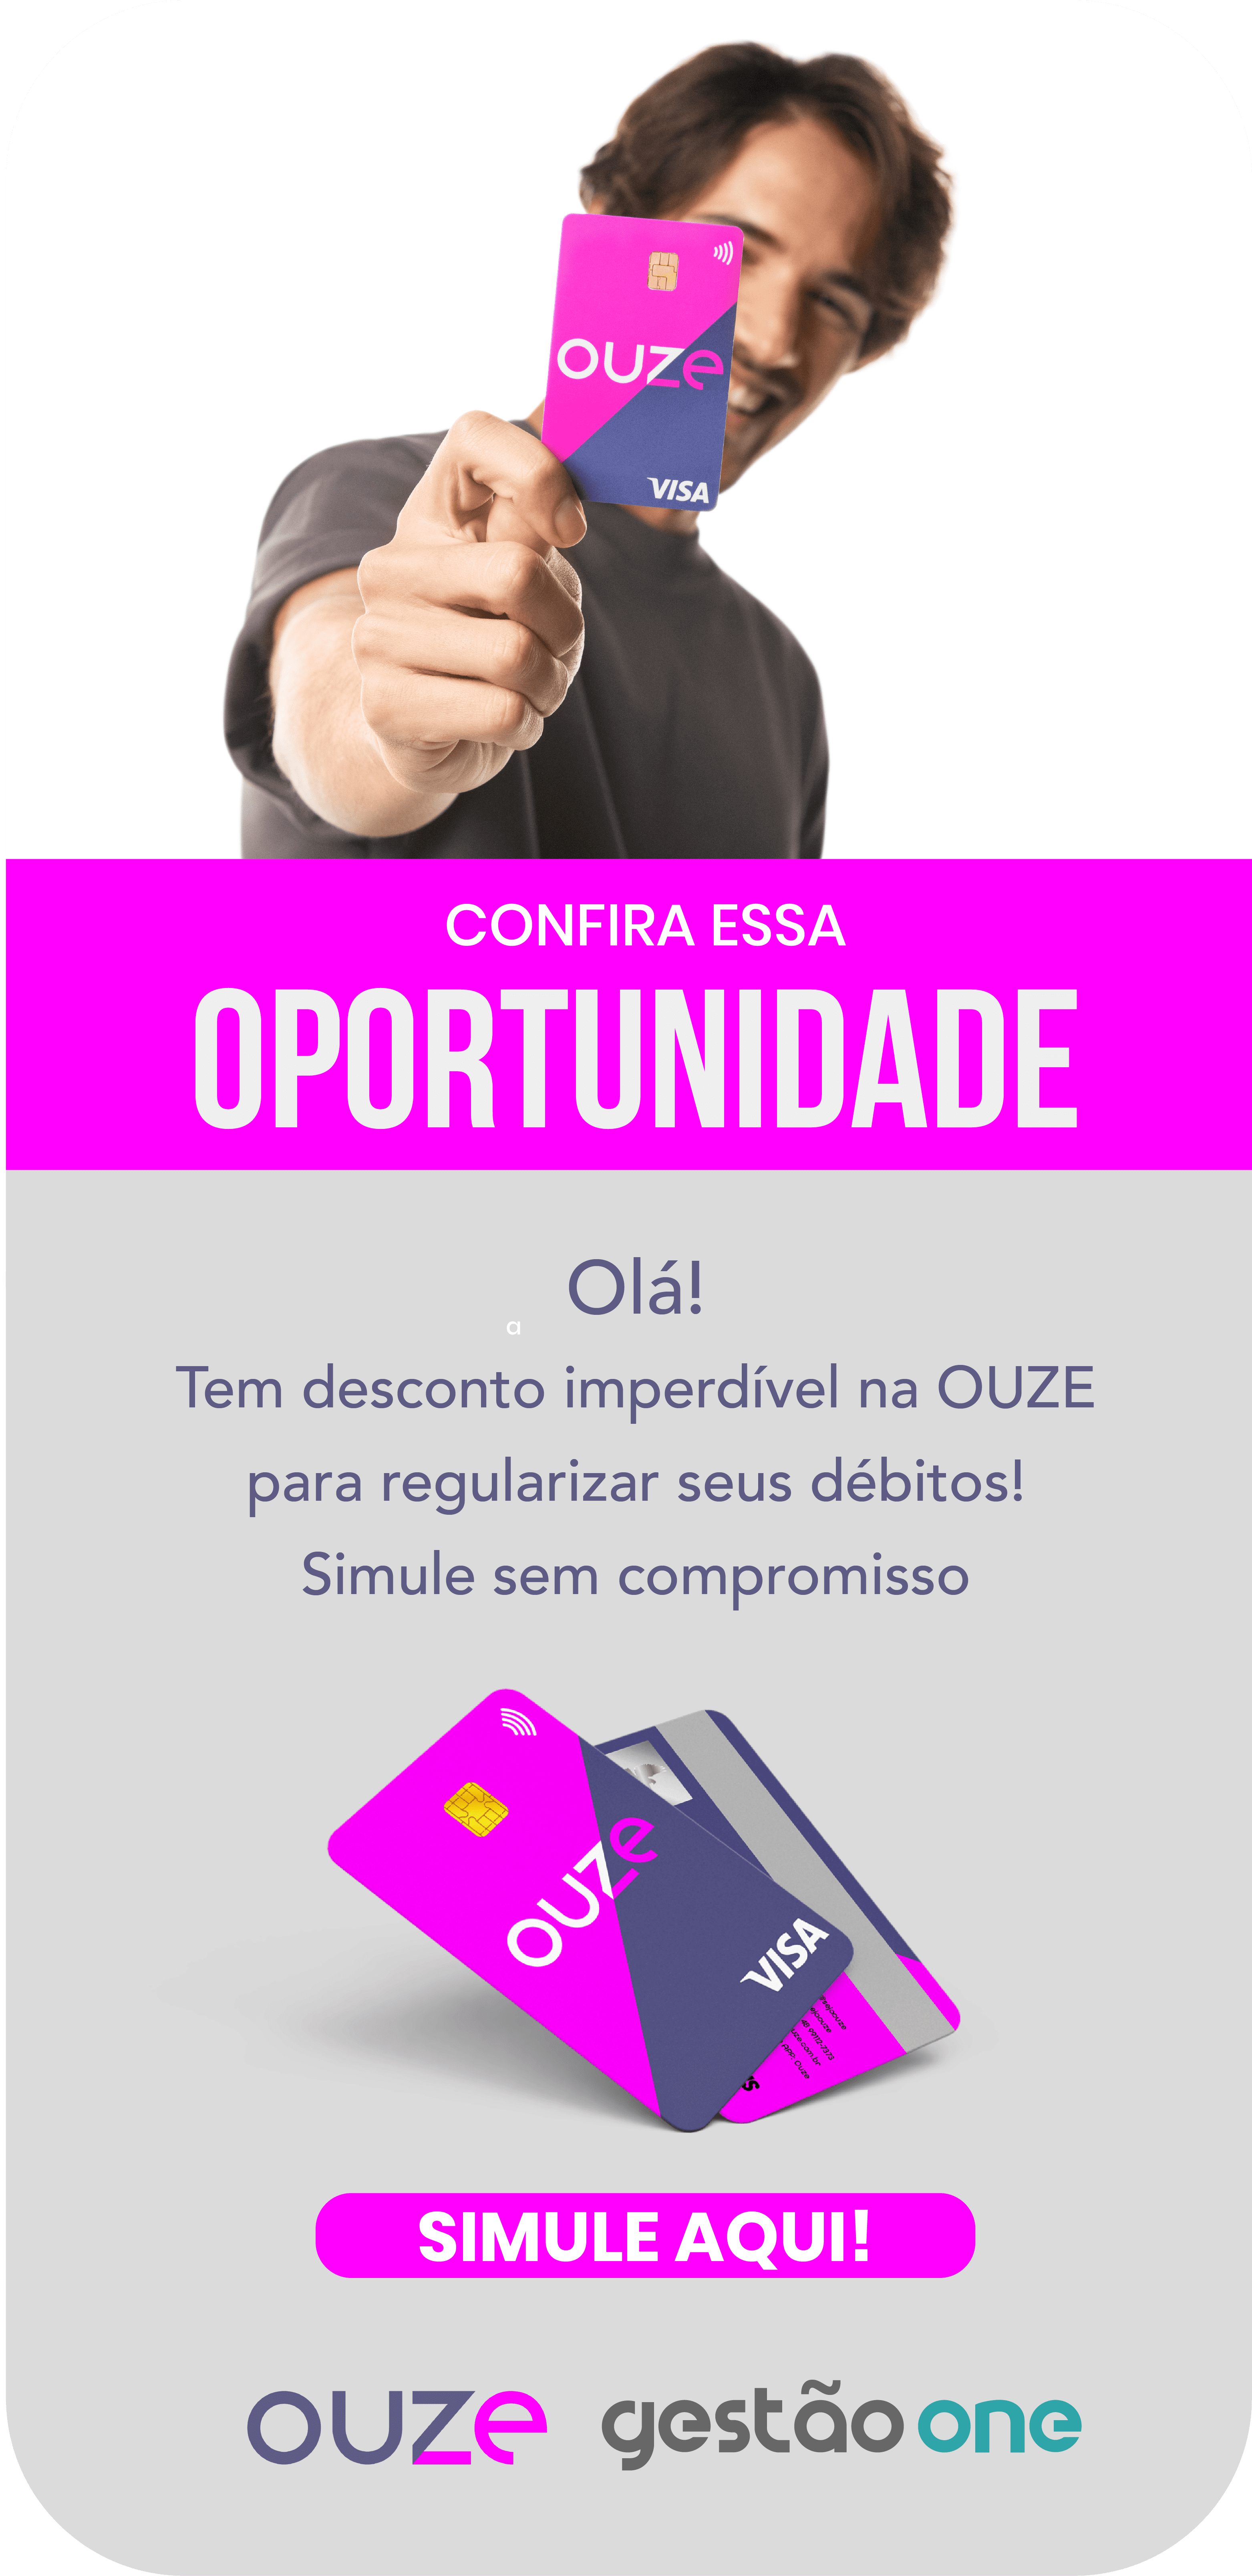 ouze
VISA
CONFIRA ESSA
OPORTUNIDADE
Olá!
a
Tem desconto imperdível na OUZE
para regularizar seus débitos!
Simule sem compromisso
ouze
VISA
SIMULE AQUI!
ouze gestão one